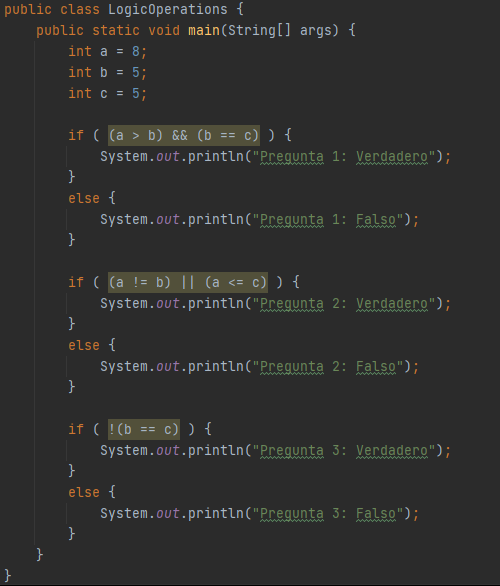 public class LogicOperations {
    public static void main(String[] args) {
        int a = 8;
        int b = 5;
        int c = 5;

        if ( (a > b) && (b == c) ) {
            System.out.println("Pregunta 1: Verdadero");
        }
        else {
            System.out.println("Pregunta 1: Falso");
        }

        if ( (a != b) || (a <= c) ) {
            System.out.println("Pregunta 2: Verdadero");
        }
        else {
            System.out.println("Pregunta 2: Falso");
        }

        if ( !(b == c) ) {
            System.out.println("Pregunta 3: Verdadero");
        }
        else {
            System.out.println("Pregunta 3: Falso");
        }
    }
}